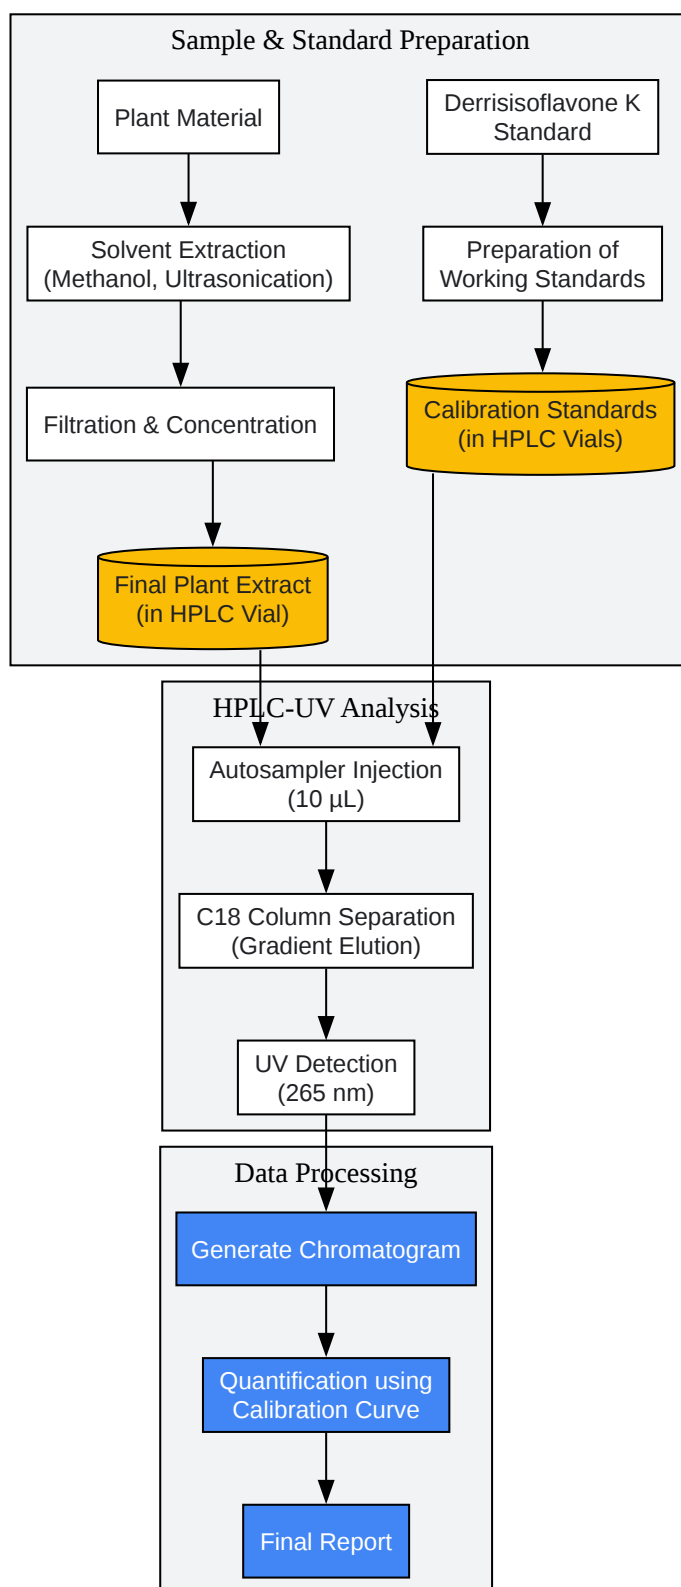 Sample & Standard Preparation
Plant Material
Derrisisoflavone K
Standard
Solvent Extraction
(Methanol, Ultrasonication)
Preparation of
Working Standards
Filtration & Concentration
Calibration Standards
(in HPLC Vials)
Final Plant Extract
(in HPLC Vial)
HPLC-UV Analysis
Autosampler Injection
(10 µL)
C18 Column Separation
(Gradient Elution)
UV Detection
(265 nm)
Data Processing
Generate Chromatogram
Quantification using
Calibration Curve
Final Report